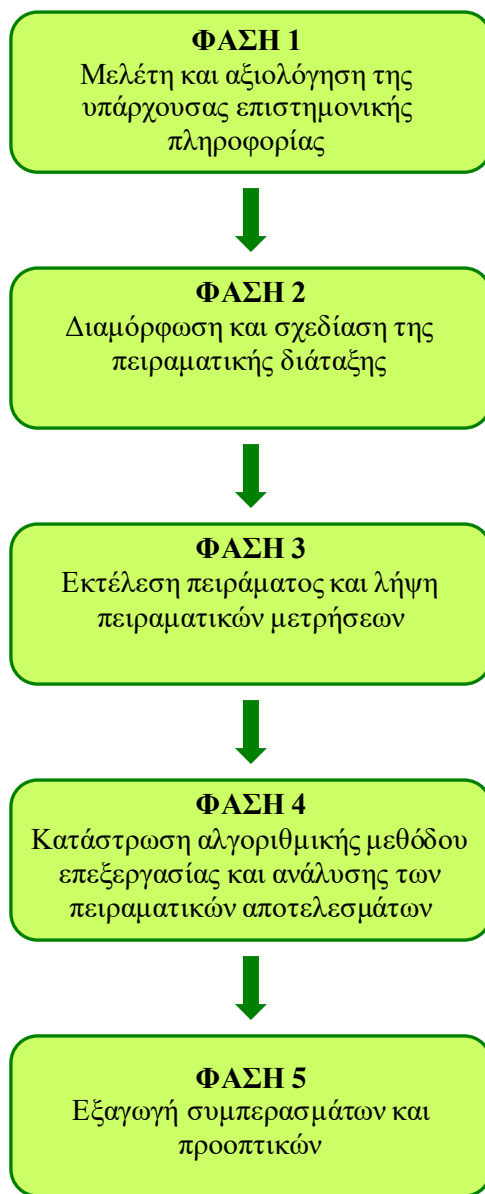 ΦΑΣΗ 1
Μελέτη και αξιολόγηση της
υπάρχουσας επιστημονικής
πληροφορίας
ΦΑΣΗ 2
Διαμόρφωση και σχεδίαση της
πειραματικής διάταξης
ΦΑΣΗ 3
Εκτέλεση πειράματος και λήψη
πειραματικών μετρήσεων
ΦΑΣΗ 4
Κατάστρωση αλγοριθμικής μεθόδου
επεξεργασίας και ανάλυσης των
πειραματικών αποτελεσμάτων
ΦΑΣΗ 5
Εξαγωγή συμπερασμάτων και
προοπτικών